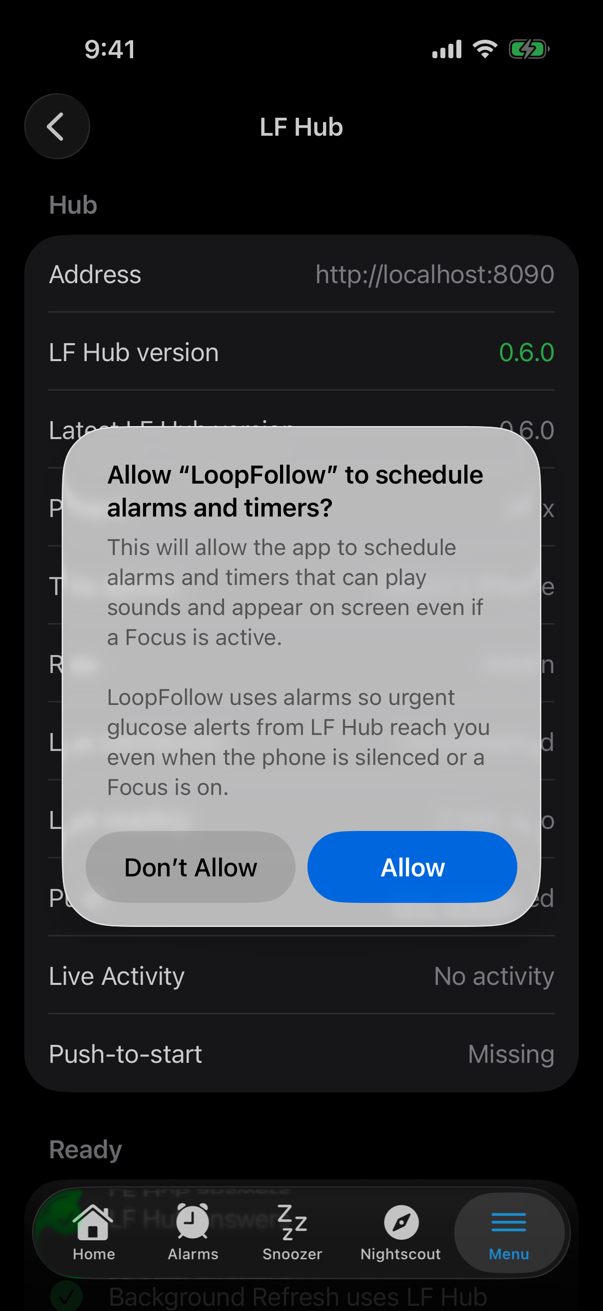 9:41
LF Hub
Hub
Address http://localhost:8090
LF Hub version 0.6.0
Latest LF Hub version 0.6.0
Allow “LoopFollow” to schedule
alarms and timers?
This will allow the app to schedule
alarms and timers that can play
sounds and appear on screen even if
a Focus is active.
LoopFollow uses alarms so urgent
glucose alerts from LF Hub reach you
even when the phone is silenced or a
Focus is on.
Don’t Allow Allow
Live Activity No activity
Push-to-start Missing
Ready
Home Alarms Snoozer Nightscout Menu
Background Refresh uses LF Hub